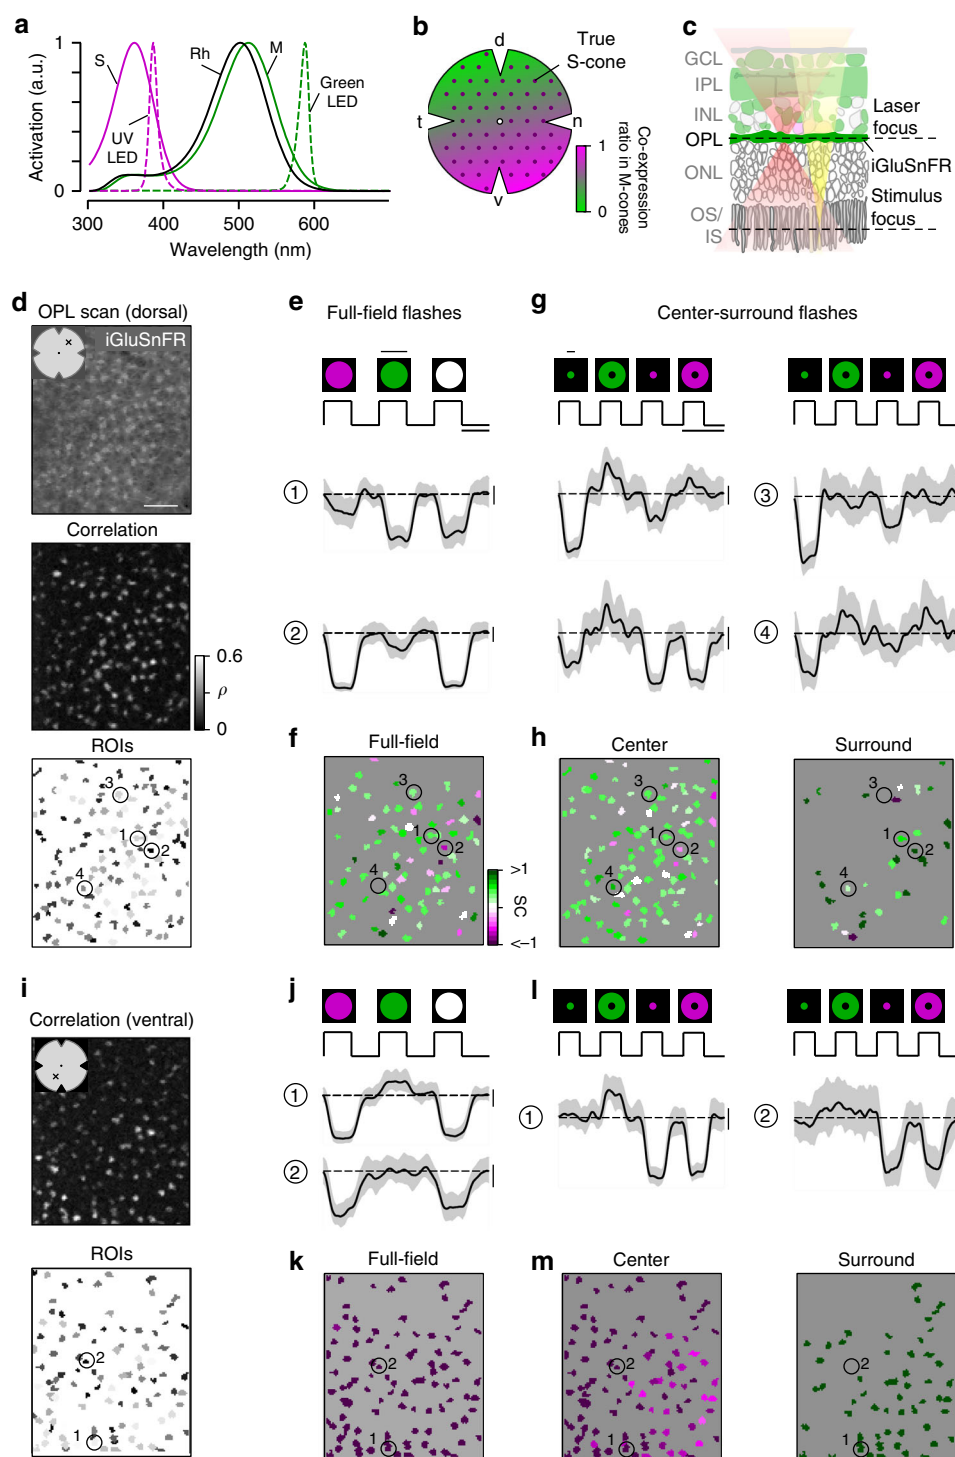 a
1
Activation (a.u.)
0
S
UV
LED
Rh
M
Green
LED
300
400
500
600
Wavelength (nm)
b
d
True
S-cone
t
n
v
1
0
Co-expression
ratio in M-cones
c
GCL
IPL
INL
OPL
ONL
OS/
IS
Laser
focus
iGluSnFR
Stimulus
focus
d
OPL scan (dorsal)
iGluSnFR
Correlation
0.6
ρ
0
ROIs
3
1
2
4
e
Full-field flashes
1
2
f
Full-field
3
1
2
4
>1
SC
<–1
g
Center-surround flashes
1
3
2
4
h
Center
Surround
3
1
2
4
3
1
2
4
i
Correlation (ventral)
ROIs
2
1
j
1
2
k
Full-field
2
1
l
1
2
m
Center
Surround
2
1
2
1